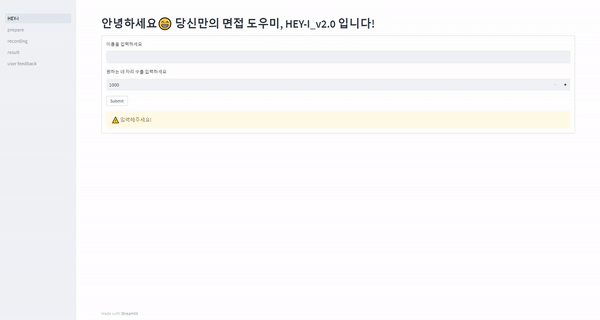 HEY-I
prepare
recording
result
user feedback
안녕하세요😄 당신만의 면접 도우미, HEY-I_v2.0 입니다!
이름을 입력하세요
원하는 네 자리 수를 입력하세요
1000
- +
Submit
⚠️입력해주세요!
Made with Streamlit